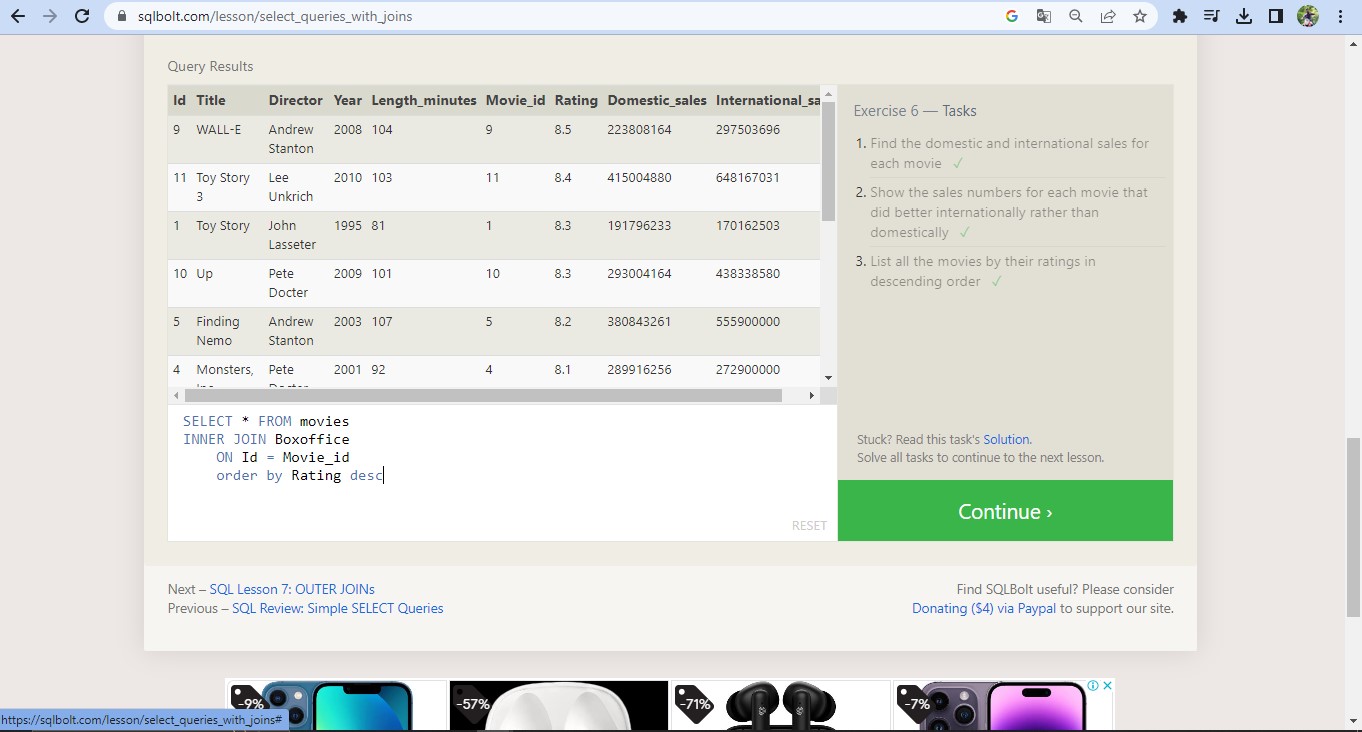 sqlbolt.com/lesson/select_queries_with_joins
Query Results
Id Title Director Year Length_minutes Movie_id Rating Domestic_sales International_sa
9 WALL-E Andrew 2008 104 9 8.5 223808164 297503696
Stanton
11 Toy Story Lee 2010 103 11 8.4 415004880 648167031
3 Unkrich
1 Toy Story John 1995 81 1 8.3 191796233 170162503
Lasseter
10 Up Pete 2009 101 10 8.3 293004164 438338580
Docter
5 Finding Andrew 2003 107 5 8.2 380843261 555900000
Nemo Stanton
4 Monsters, Pete 2001 92 4 8.1 289916256 272900000
SELECT * FROM movies
INNER JOIN Boxoffice
ON Id = Movie_id
order by Rating desc
RESET
Exercise 6 — Tasks
1. Find the domestic and international sales for
each movie ✓
2. Show the sales numbers for each movie that
did better internationally rather than
domestically ✓
3. List all the movies by their ratings in
descending order ✓
Stuck? Read this task's Solution.
Solve all tasks to continue to the next lesson.
Continue ›
Next – SQL Lesson 7: OUTER JOINs
Previous – SQL Review: Simple SELECT Queries
Find SQLBolt useful? Please consider
Donating ($4) via Paypal to support our site.
-9%
-57%
-71%
-7%
https://sqlbolt.com/lesson/select_queries_with_joins#